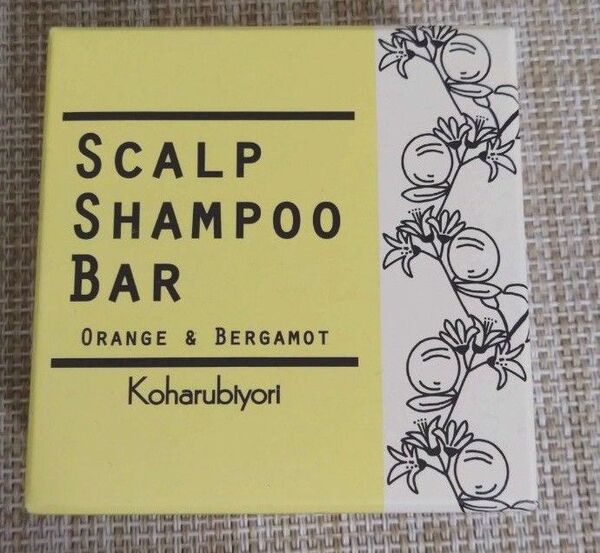 SCALP
SHAMPOO
BAR
ORANGE & BERGAMOT
Koharubiyori